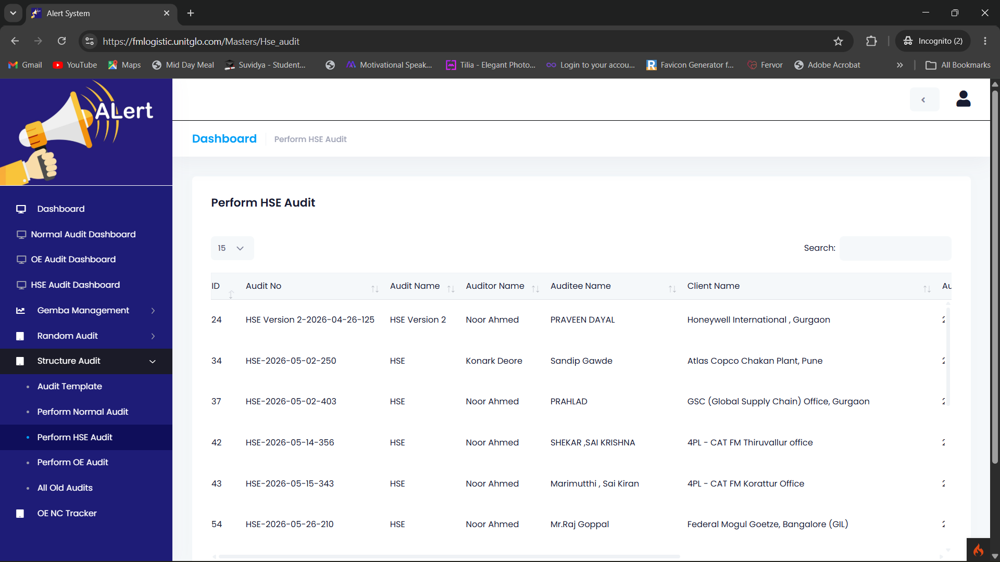 Alert System
https://fmlogistic.unitglo.com/Masters/Hse_audit
Incognito (2)
Gmail
YouTube
Maps
Mid Day Meal
Suvidya - Student...
Motivational Speak...
Tilia - Elegant Photo...
Login to your accou...
Favicon Generator f...
Fervor
Adobe Acrobat
All Bookmarks
ALert
Dashboard
Normal Audit Dashboard
OE Audit Dashboard
HSE Audit Dashboard
Gemba Management
Random Audit
Structure Audit
Audit Template
Perform Normal Audit
Perform HSE Audit
Perform OE Audit
All Old Audits
OE NC Tracker
Dashboard Perform HSE Audit
Perform HSE Audit
15 Search:
ID Audit No Audit Name Auditor Name Auditee Name Client Name Au
24 HSE Version 2-2026-04-26-125 HSE Version 2 Noor Ahmed PRAVEEN DAYAL Honeywell International , Gurgaon
34 HSE-2026-05-02-250 HSE Konark Deore Sandip Gawde Atlas Copco Chakan Plant, Pune
37 HSE-2026-05-02-403 HSE Noor Ahmed PRAHLAD GSC (Global Supply Chain) Office, Gurgaon
42 HSE-2026-05-14-356 HSE Noor Ahmed SHEKAR ,SAI KRISHNA 4PL - CAT FM Thiruvallur office
43 HSE-2026-05-15-343 HSE Noor Ahmed Marimutthi , Sai Kiran 4PL - CAT FM Korattur Office
54 HSE-2026-05-26-210 HSE Noor Ahmed Mr.Raj Goppal Federal Mogul Goetze, Bangalore (GIL)